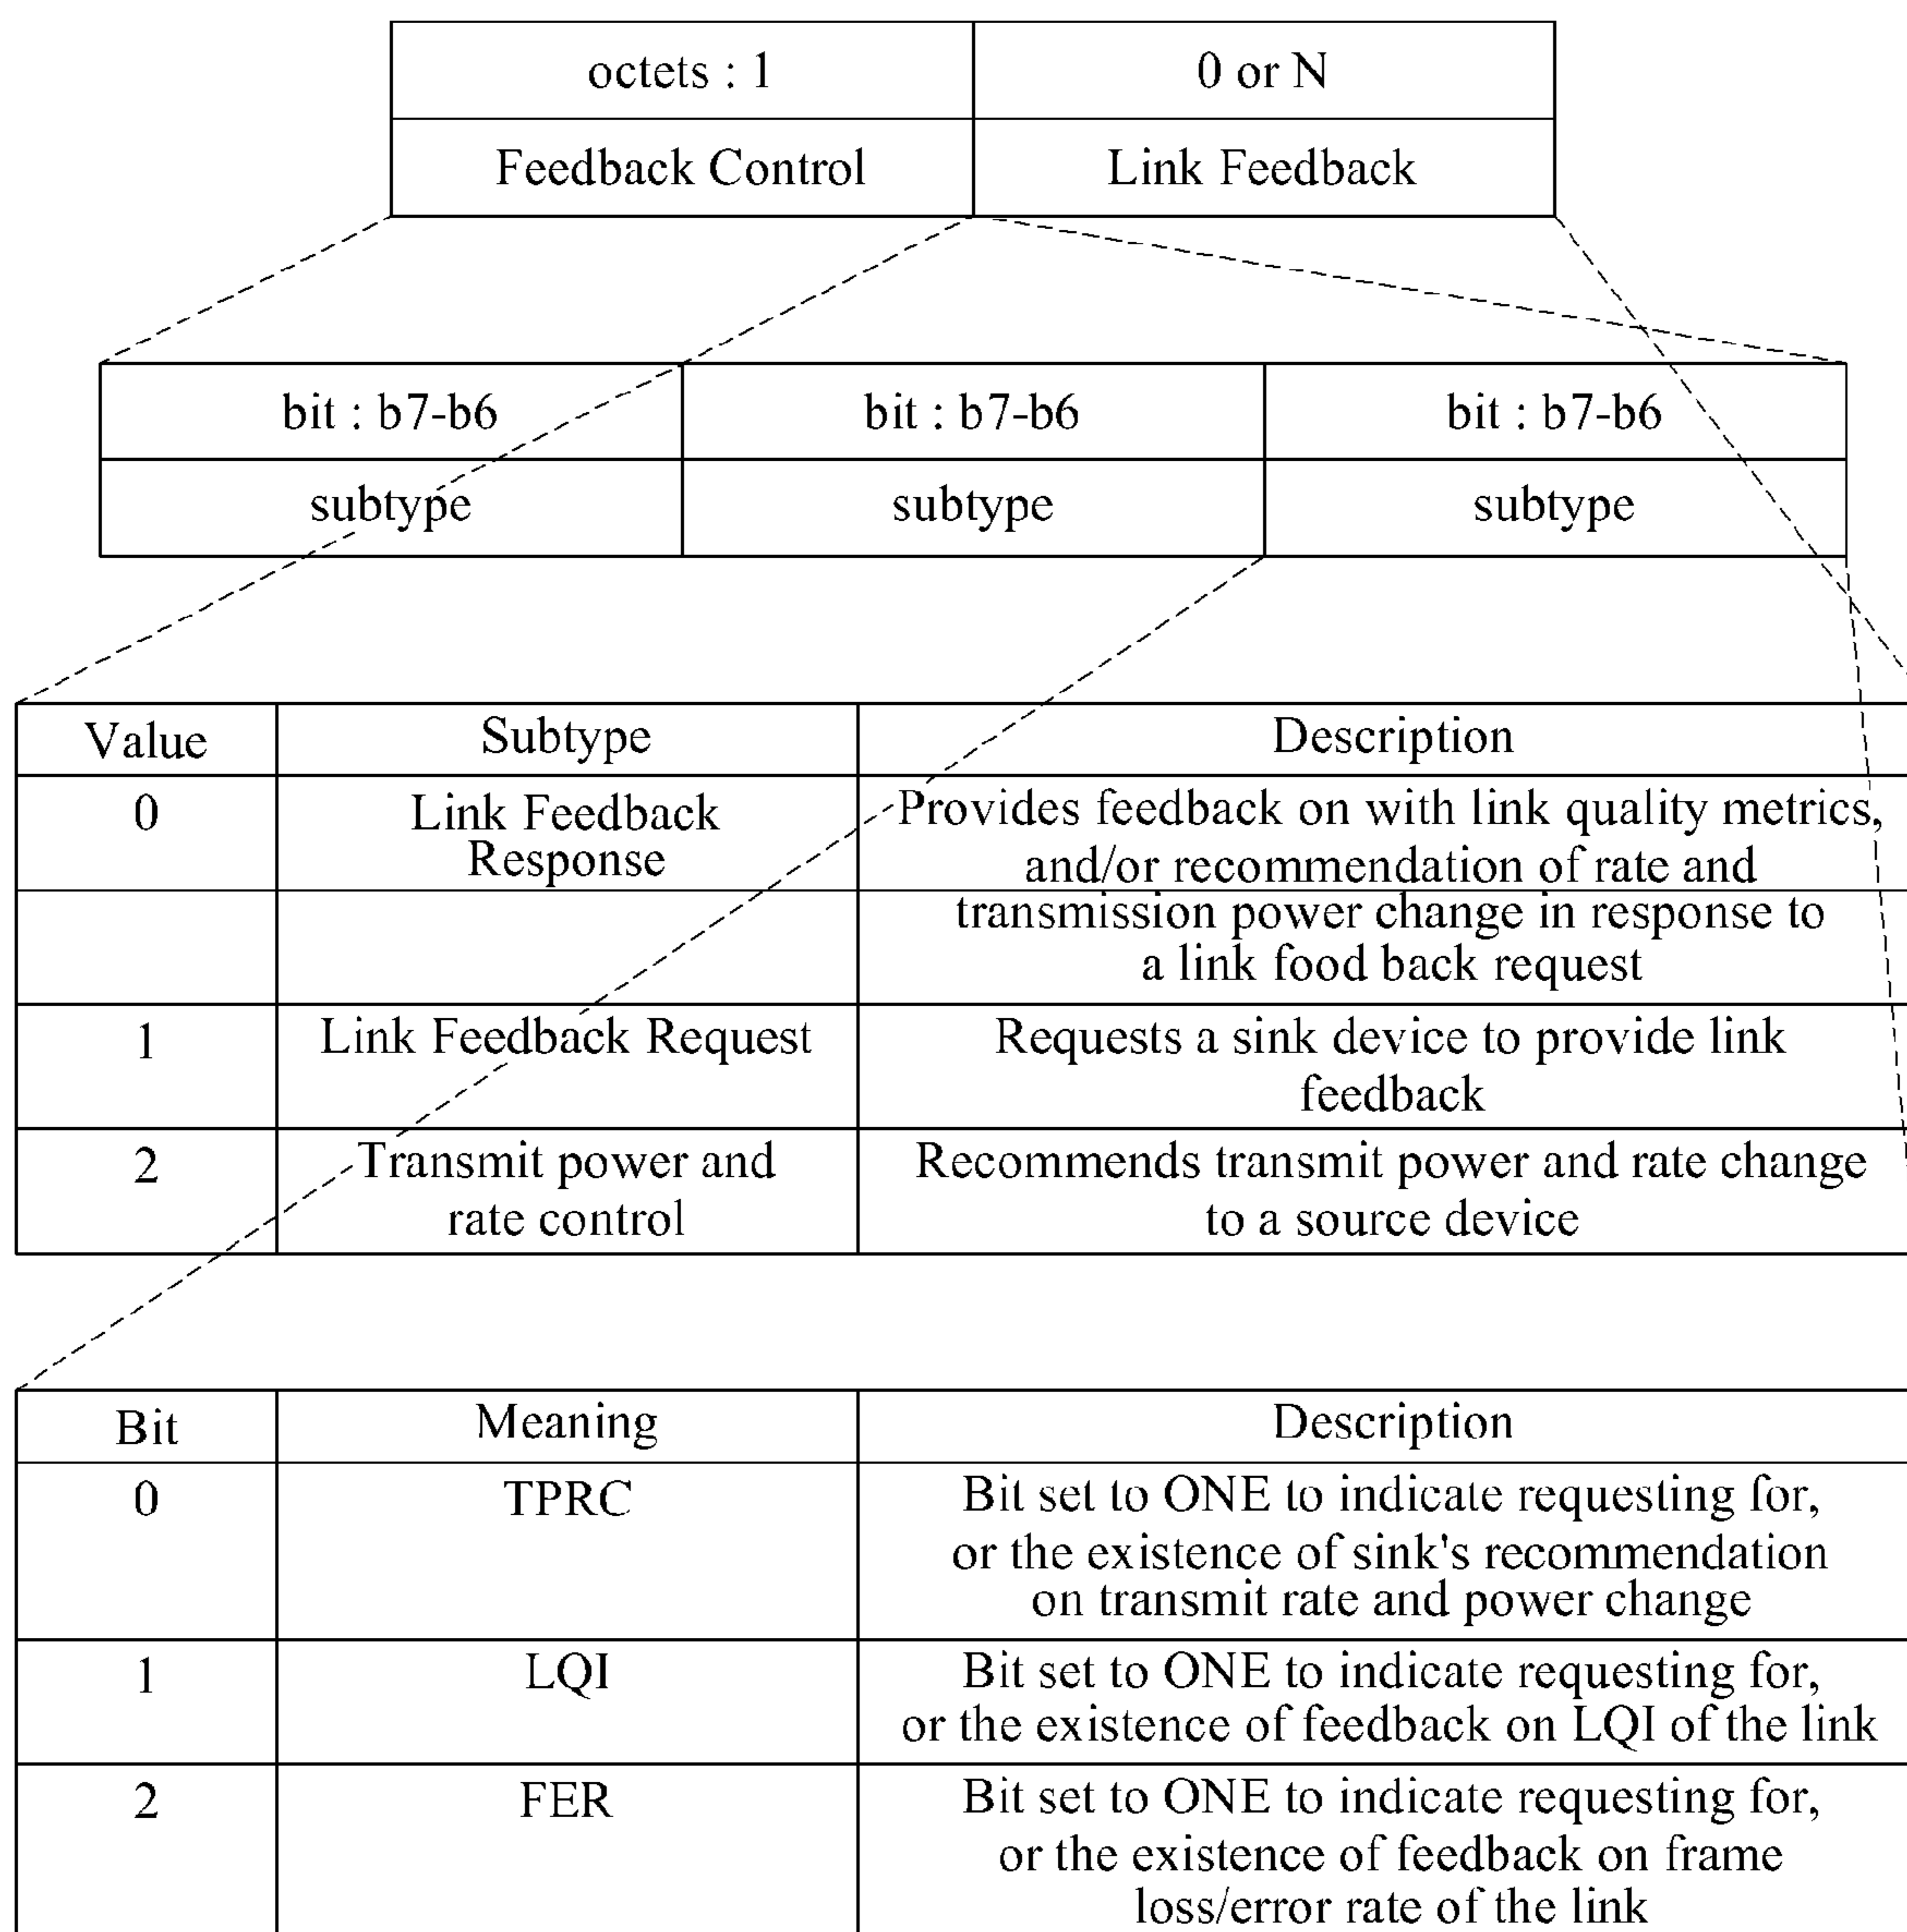 octets : 1 0 or N
Feedback Control Link Feedback
bit : b7-b6 bit : b7-b6 bit : b7-b6
subtype subtype subtype
Value Subtype Description
0 Link Feedback Response Provides feedback on with link quality metrics,
and/or recommendation of rate and
transmission power change in response to
a link food back request
1 Link Feedback Request Requests a sink device to provide link
feedback
2 Transmit power and rate control Recommends transmit power and rate change
to a source device
Bit Meaning Description
0 TPRC Bit set to ONE to indicate requesting for,
or the existence of sink's recommendation
on transmit rate and power change
1 LQI Bit set to ONE to indicate requesting for,
or the existence of feedback on LQI of the link
2 FER Bit set to ONE to indicate requesting for,
or the existence of feedback on frame
loss/error rate of the link